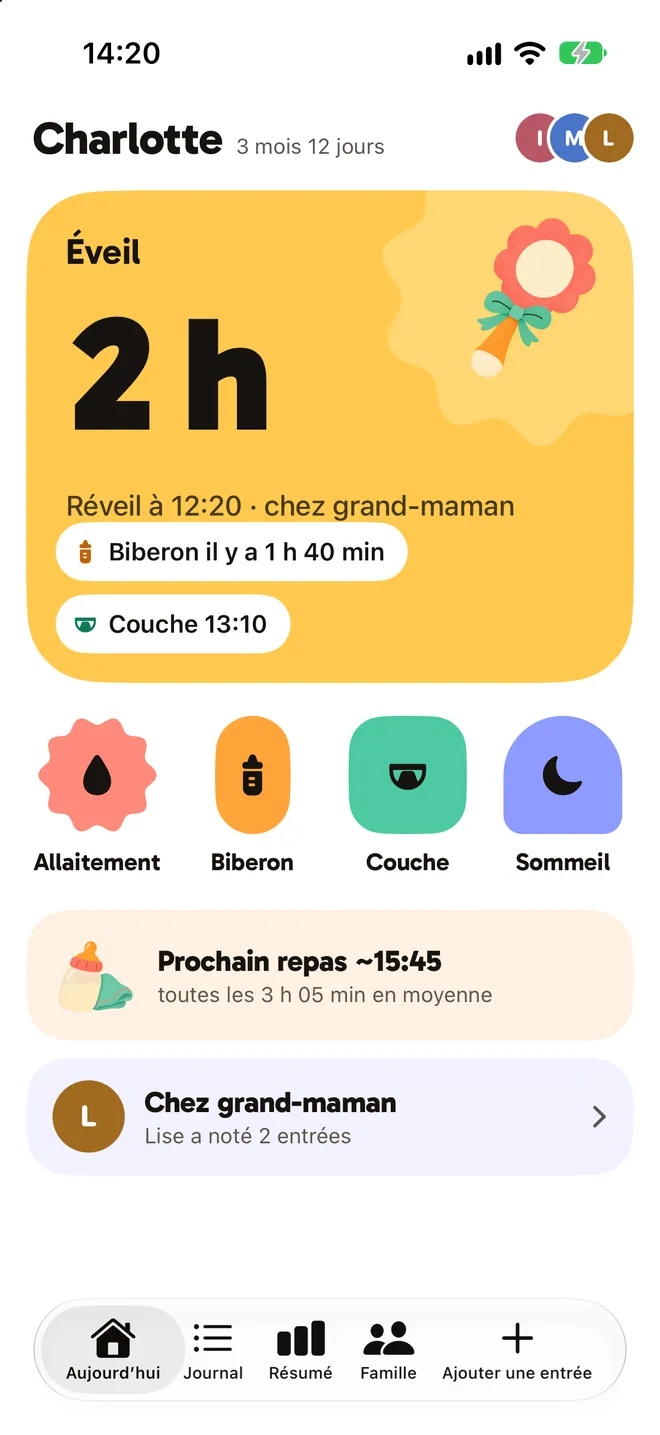 14:20
Charlotte 3 mois 12 jours
I M L
Éveil
2 h
Réveil à 12:20 · chez grand-maman
Biberon il y a 1 h 40 min
Couche 13:10
Allaitement Biberon Couche Sommeil
Prochain repas ~15:45
toutes les 3 h 05 min en moyenne
L
Chez grand-maman
Lise a noté 2 entrées
Aujourd’hui Journal Résumé Famille Ajouter une entrée